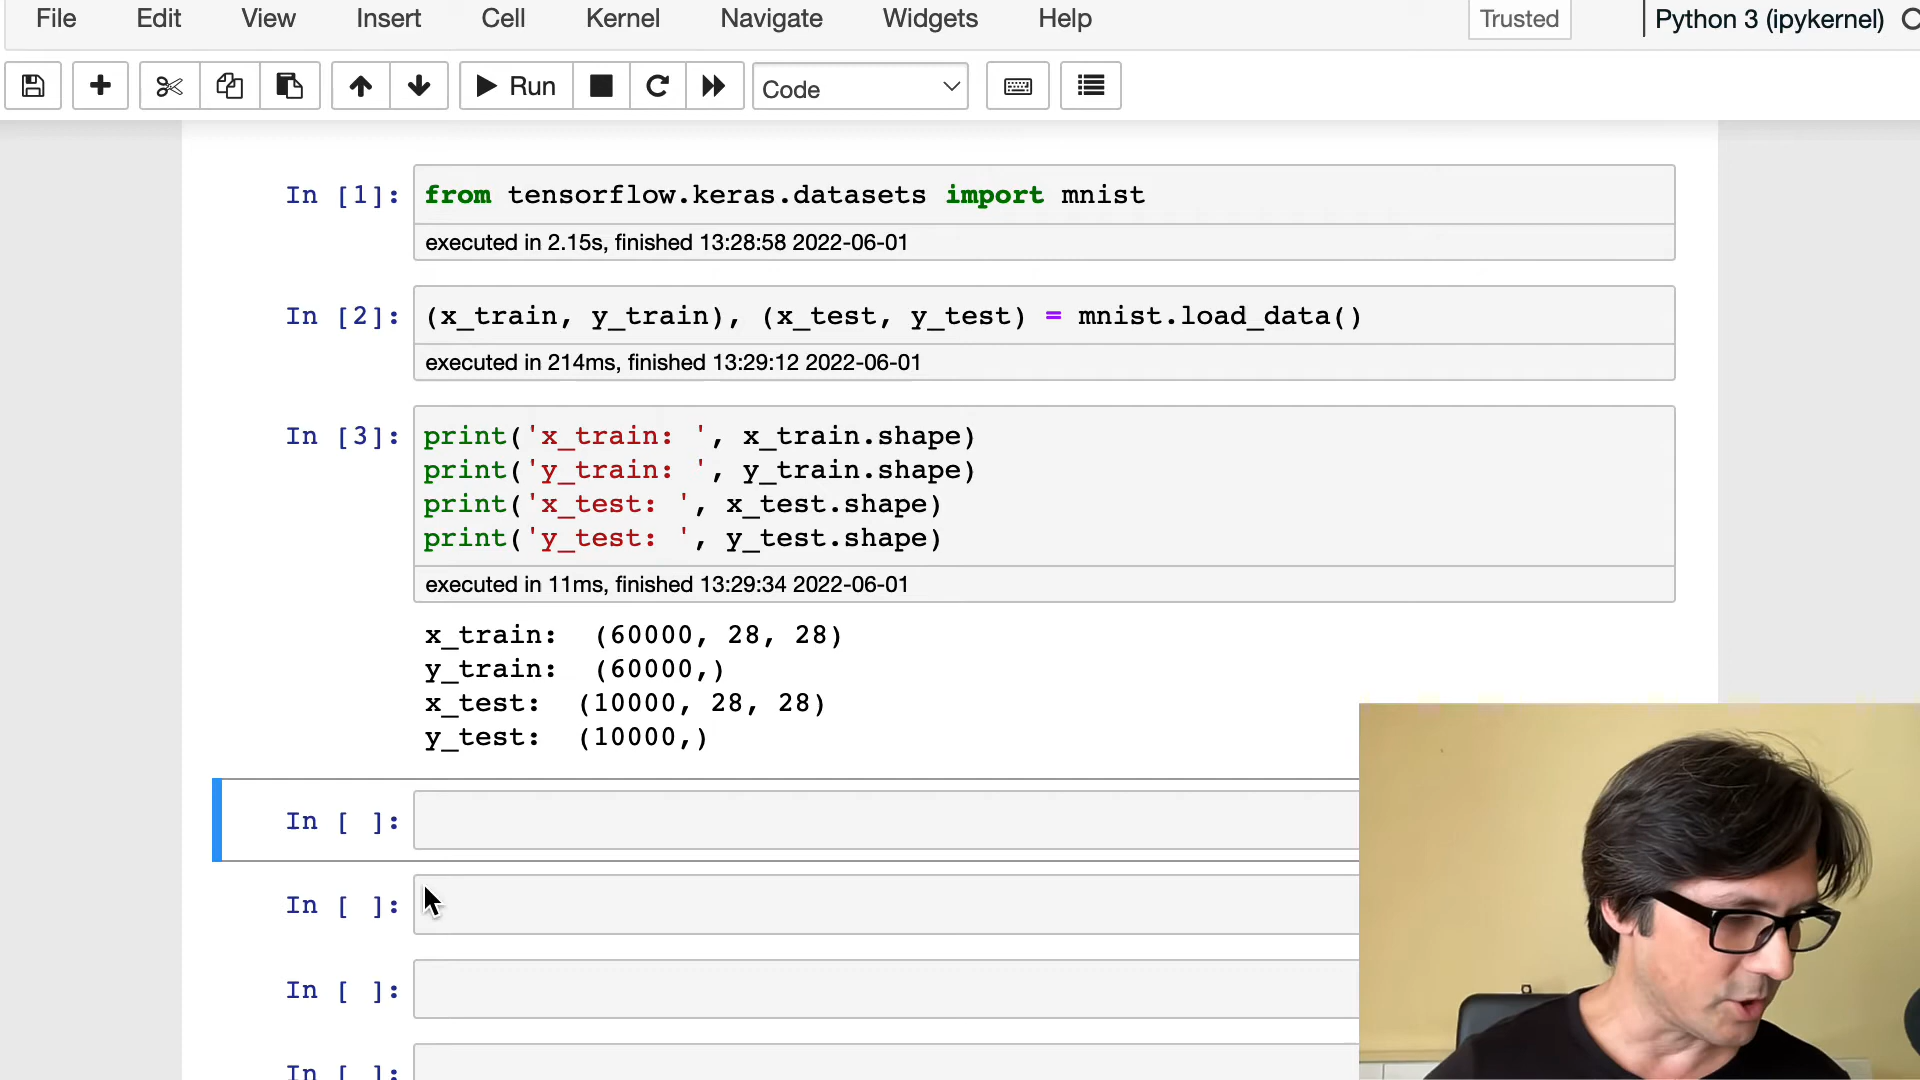 File Edit View Insert Cell Kernel Navigate Widgets Help Trusted Python 3 (ipykernel)
Run Code
In [1]: from tensorflow.keras.datasets import mnist
executed in 2.15s, finished 13:28:58 2022-06-01
In [2]: (x_train, y_train), (x_test, y_test) = mnist.load_data()
executed in 214ms, finished 13:29:12 2022-06-01
In [3]: print('x_train: ', x_train.shape)
print('y_train: ', y_train.shape)
print('x_test: ', x_test.shape)
print('y_test: ', y_test.shape)
executed in 11ms, finished 13:29:34 2022-06-01
x_train:  (60000, 28, 28)
y_train:  (60000,)
x_test:  (10000, 28, 28)
y_test:  (10000,)
In [ ]:
In [ ]:
In [ ]:
In [ ]: